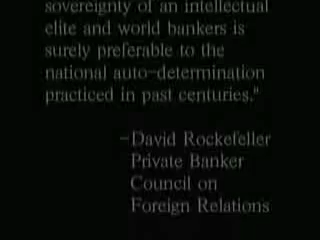 sovereignty of an intellectual
elite and world bankers is
surely preferable to the
national auto-determination
practiced in past centuries."
-David Rockefeller
Private Banker
Council on
Foreign Relations